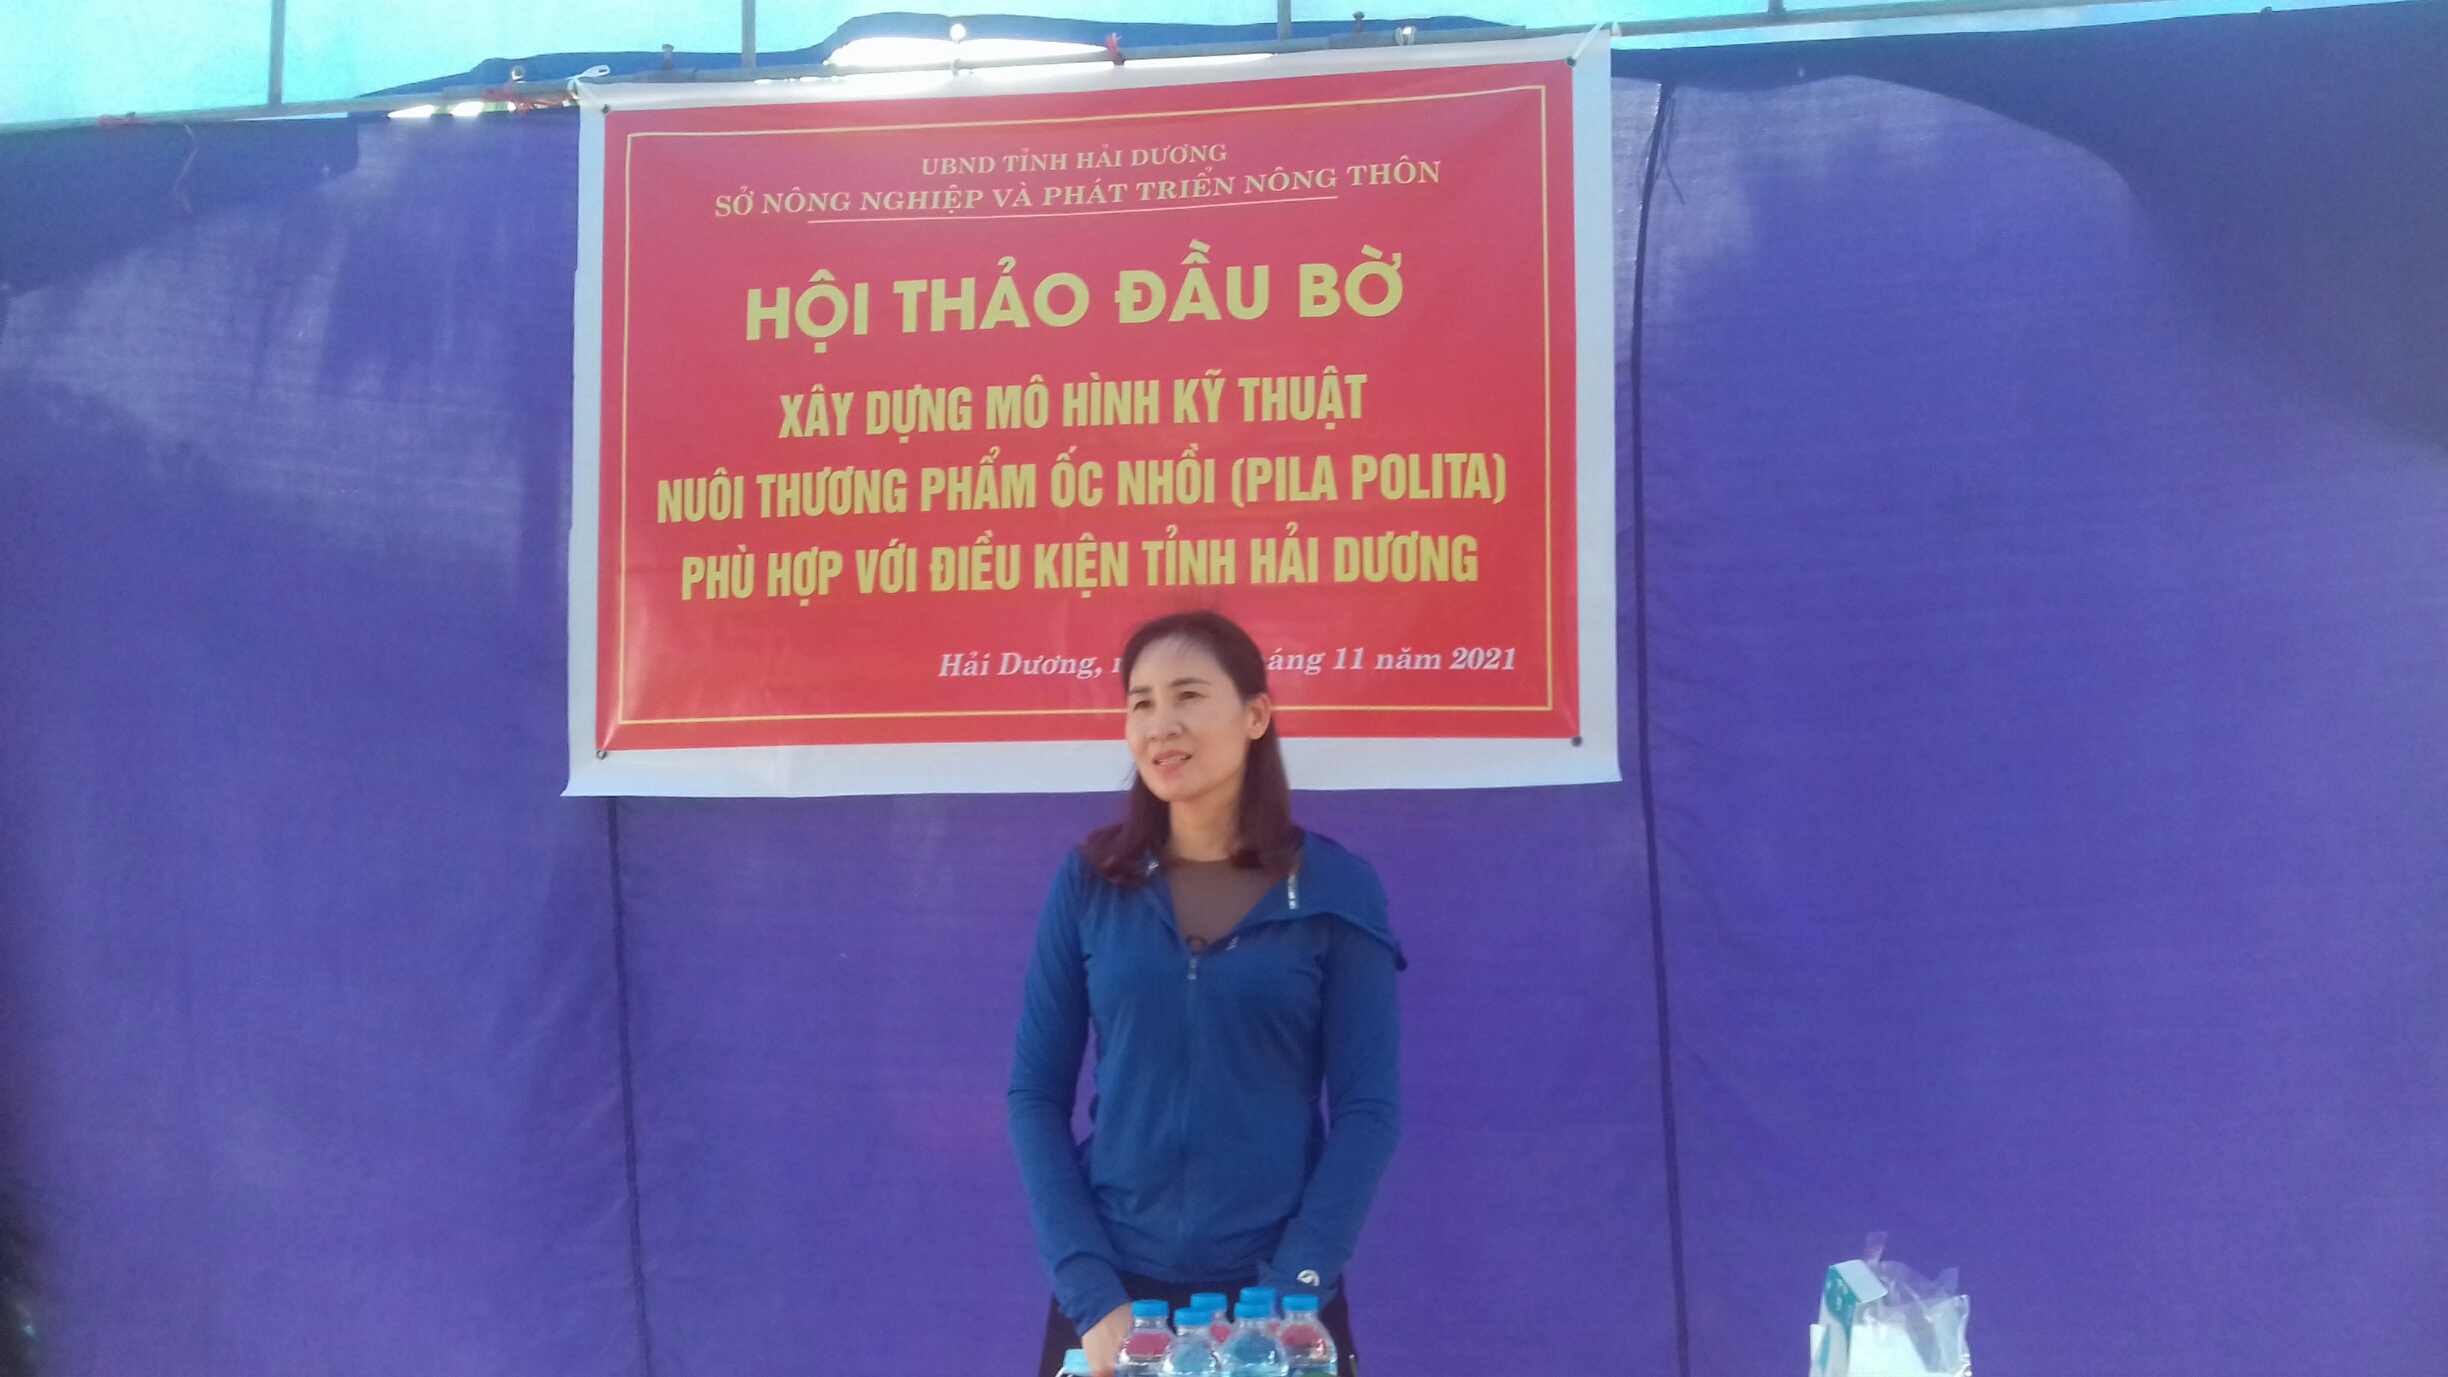 UBND TỈNH HẢI DƯƠNG
SỞ NÔNG NGHIỆP VÀ PHÁT TRIỂN NÔNG THÔN
HỘI THẢO ĐẦU BỜ
XÂY DỰNG MÔ HÌNH KỸ THUẬT
NUÔI THƯƠNG PHẨM ỐC NHỒI (PILA POLITA)
PHÙ HỢP VỚI ĐIỀU KIỆN TỈNH HẢI DƯƠNG
Hải Dương, 11 năm 2021